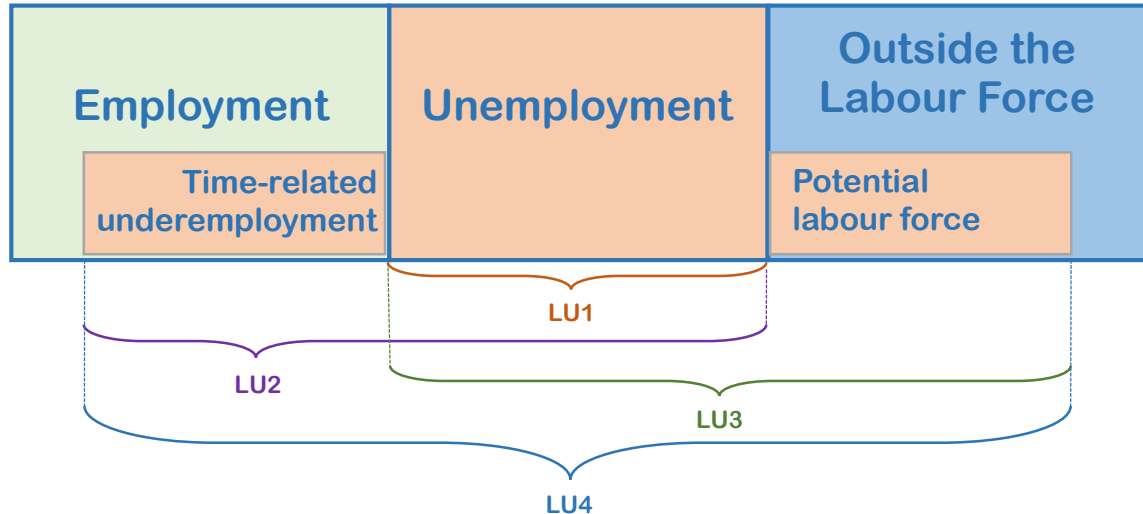 Employment
Unemployment
Outside the
Labour Force
Time-related
underemployment
Potential
labour force
LU1
LU2
LU3
LU4